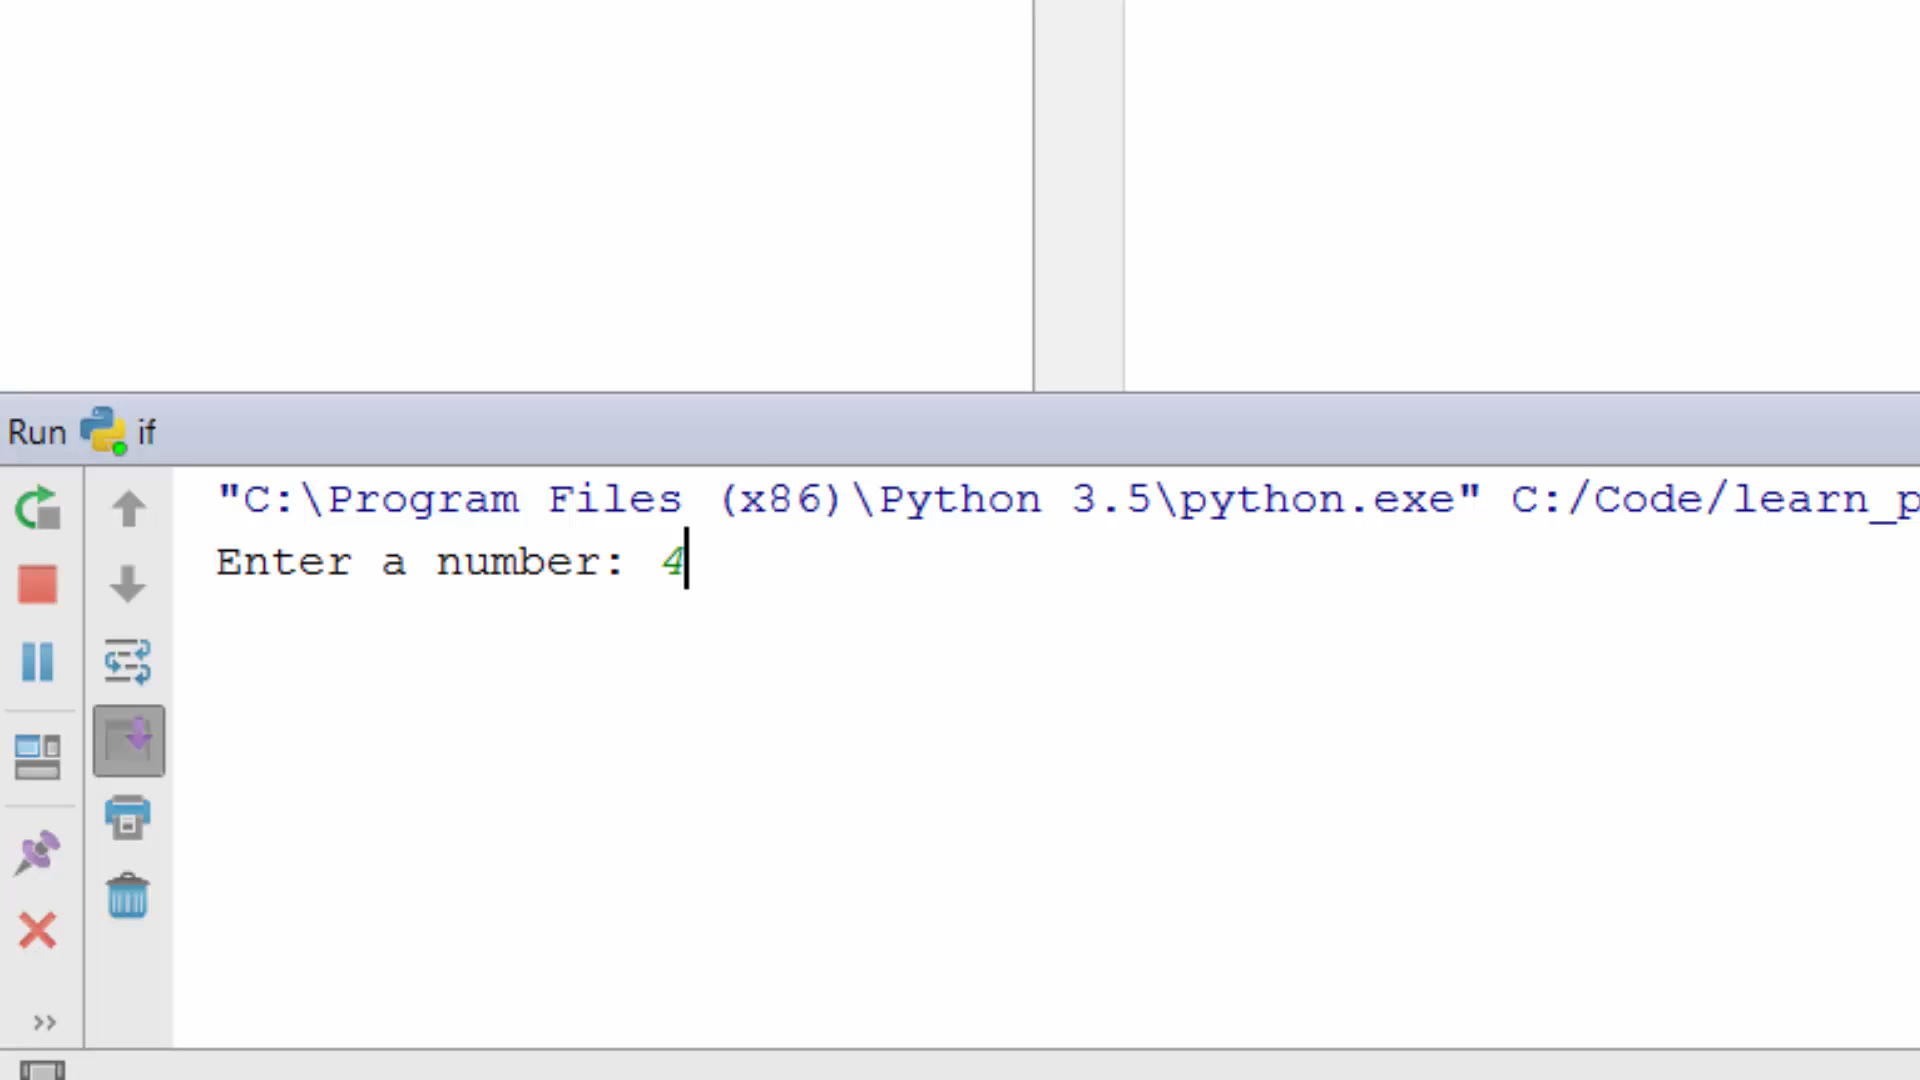 Run if
"C:\Program Files (x86)\Python 3.5\python.exe" C:/Code/learn_p
Enter a number: 4